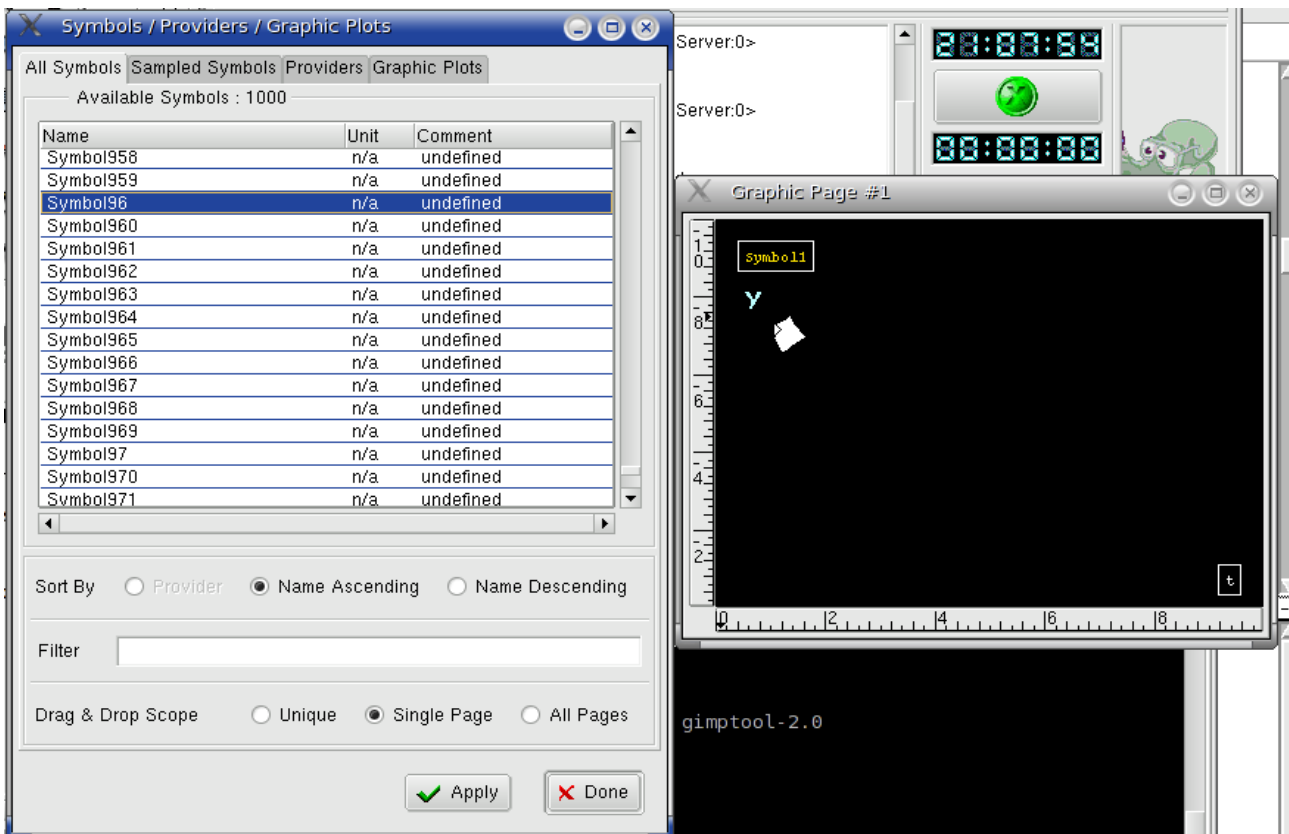 Symbols / Providers / Graphic Plots
All Symbols Sampled Symbols Providers Graphic Plots
Available Symbols : 1000
Name Unit Comment
Symbol958 n/a undefined
Symbol959 n/a undefined
Symbol96 n/a undefined
Symbol960 n/a undefined
Symbol961 n/a undefined
Symbol962 n/a undefined
Symbol963 n/a undefined
Symbol964 n/a undefined
Symbol965 n/a undefined
Symbol966 n/a undefined
Symbol967 n/a undefined
Symbol968 n/a undefined
Symbol969 n/a undefined
Symbol97 n/a undefined
Symbol970 n/a undefined
Symbol971 n/a undefined
Sort By Provider Name Ascending Name Descending
Filter
Drag & Drop Scope Unique Single Page All Pages
Apply Done
Server:0>
Server:0>
Graphic Page #1
10
Symbol1
Y
8
6
4
2
t
0 2 4 6 8
gimptool-2.0